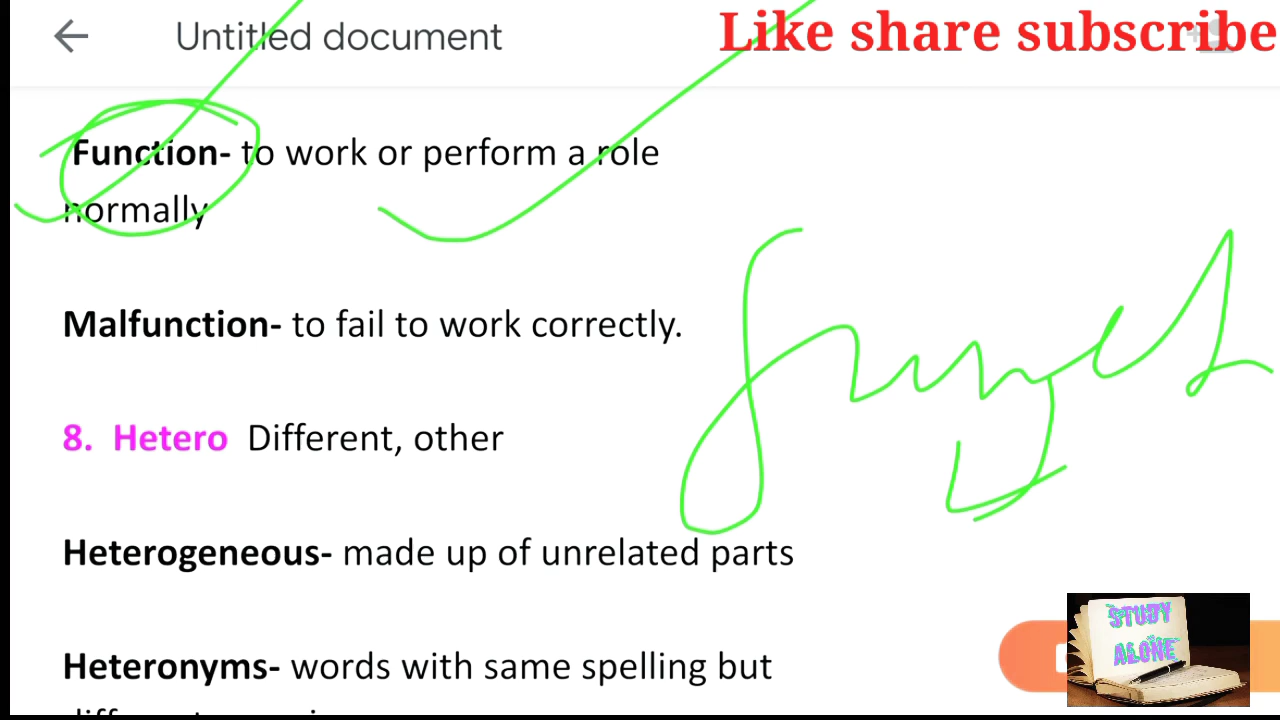 Untitled document
Like share subscribe
Function- to work or perform a role
normally
funct
Malfunction- to fail to work correctly.
8. Hetero Different, other
Heterogeneous- made up of unrelated parts
STUDY
ALONE
Heteronyms- words with same spelling but